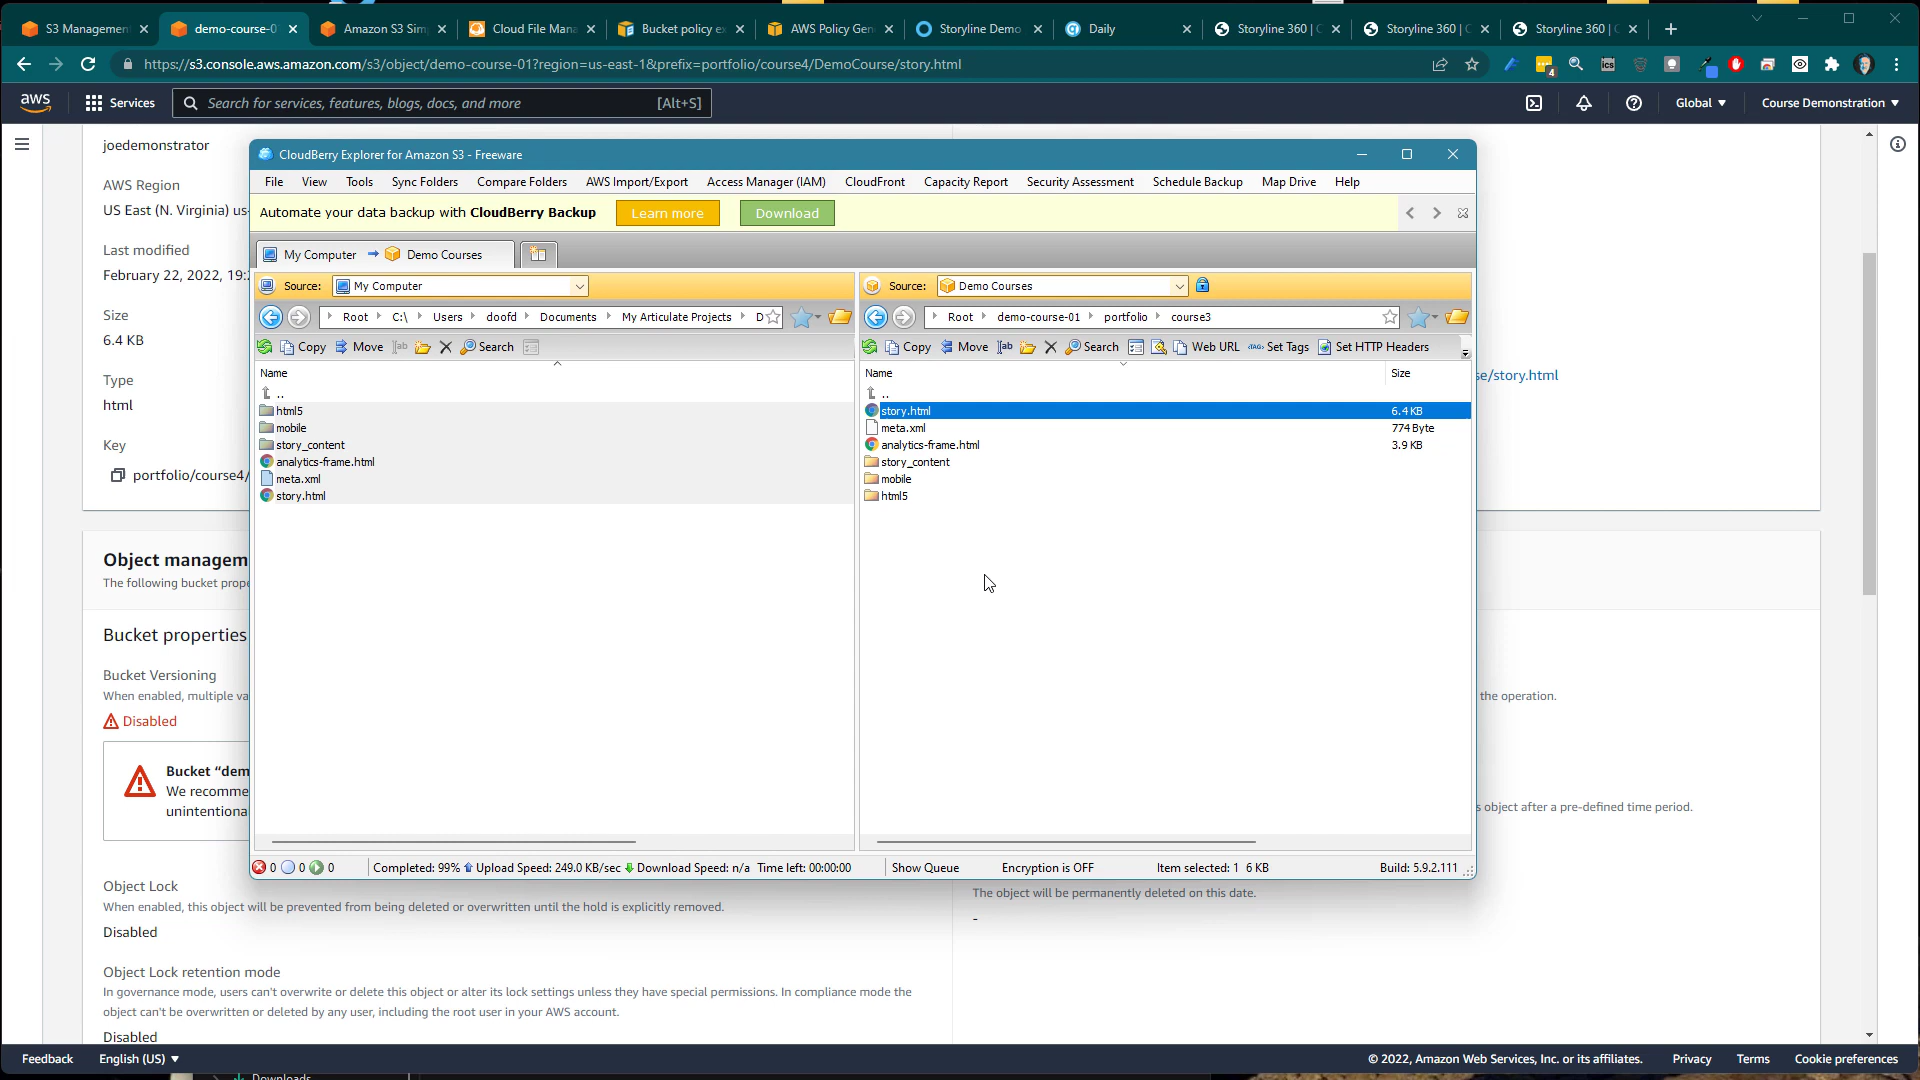 S3 Managemen
demo-course-0
Amazon S3 Sim
Cloud File Mana
Bucket policy ex
AWS Policy Gen
Storyline Demo
Daily
Storyline 360 | C
Storyline 360 | C
Storyline 360 | C
https://s3.console.aws.amazon.com/s3/object/demo-course-01?region=us-east-1&prefix=portfolio/course4/DemoCourse/story.html
4
ics
aws
Services
Search for services, features, blogs, docs, and more
[Alt+S]
Global
Course Demonstration
joedemonstrator
AWS Region
US East (N. Virginia) us-
Last modified
February 22, 2022, 19:2
Size
6.4 KB
Type
html
Key
portfolio/course4/
se/story.html
CloudBerry Explorer for Amazon S3 - Freeware
File View Tools Sync Folders Compare Folders AWS Import/Export Access Manager (IAM) CloudFront Capacity Report Security Assessment Schedule Backup Map Drive Help
Automate your data backup with CloudBerry Backup
Learn more
Download
My Computer
Demo Courses
Source: My Computer
Root C:\ Users doofd Documents My Articulate Projects D
Copy Move Search
Name
..
html5
mobile
story_content
analytics-frame.html
meta.xml
story.html
Source: Demo Courses
Root demo-course-01 portfolio course3
Copy Move Search Web URL Set Tags Set HTTP Headers
Name Size
..
story.html 6.4 KB
meta.xml 774 Byte
analytics-frame.html 3.9 KB
story_content
mobile
html5
0 0 0 Completed: 99% Upload Speed: 249.0 KB/sec Download Speed: n/a Time left: 00:00:00 Show Queue Encryption is OFF Item selected: 1 6 KB Build: 5.9.2.111
Object managem
The following bucket prope
Bucket properties
Bucket Versioning
When enabled, multiple va
Disabled
Bucket “dem
We recomme
unintentiona
the operation.
s object after a pre-defined time period.
Object Lock
When enabled, this object will be prevented from being deleted or overwritten until the hold is explicitly removed.
Disabled
The object will be permanently deleted on this date.
-
Object Lock retention mode
In governance mode, users can't overwrite or delete this object or alter its lock settings unless they have special permissions. In compliance mode the
object can't be overwritten or deleted by any user, including the root user in your AWS account.
Disabled
Feedback
English (US)
© 2022, Amazon Web Services, Inc. or its affiliates.
Privacy
Terms
Cookie preferences
Downloads